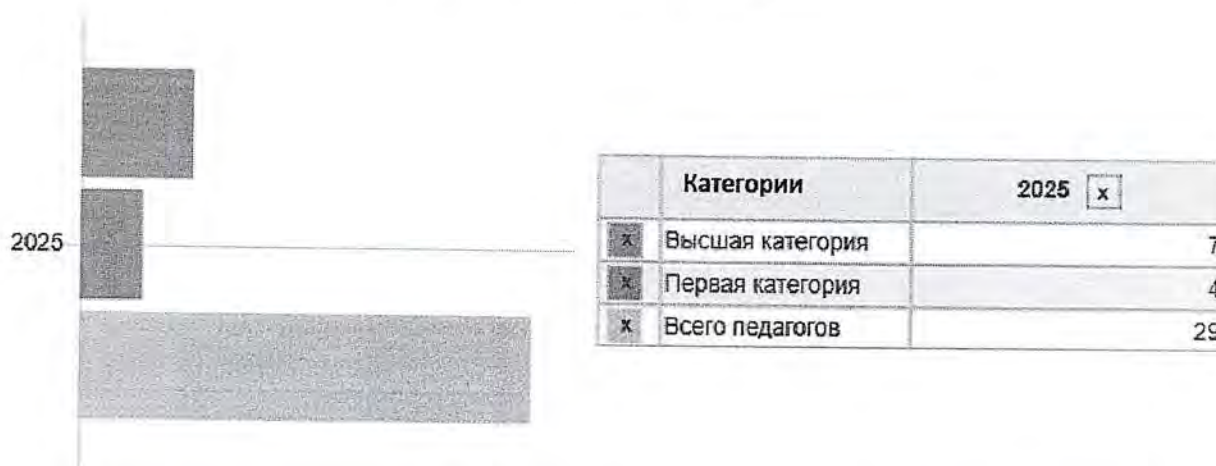 2025
Категории 2025 x
x Высшая категория 7
x Первая категория 4
x Всего педагогов 29